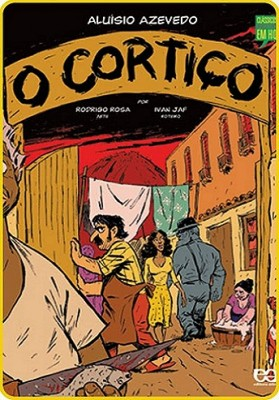 ALUÍSIO AZEVEDO
CLÁSSICOS
EM HQ
O CORTIÇO
POR
RODRIGO ROSA
IVAN JAF
ARTE
ROTEIRO